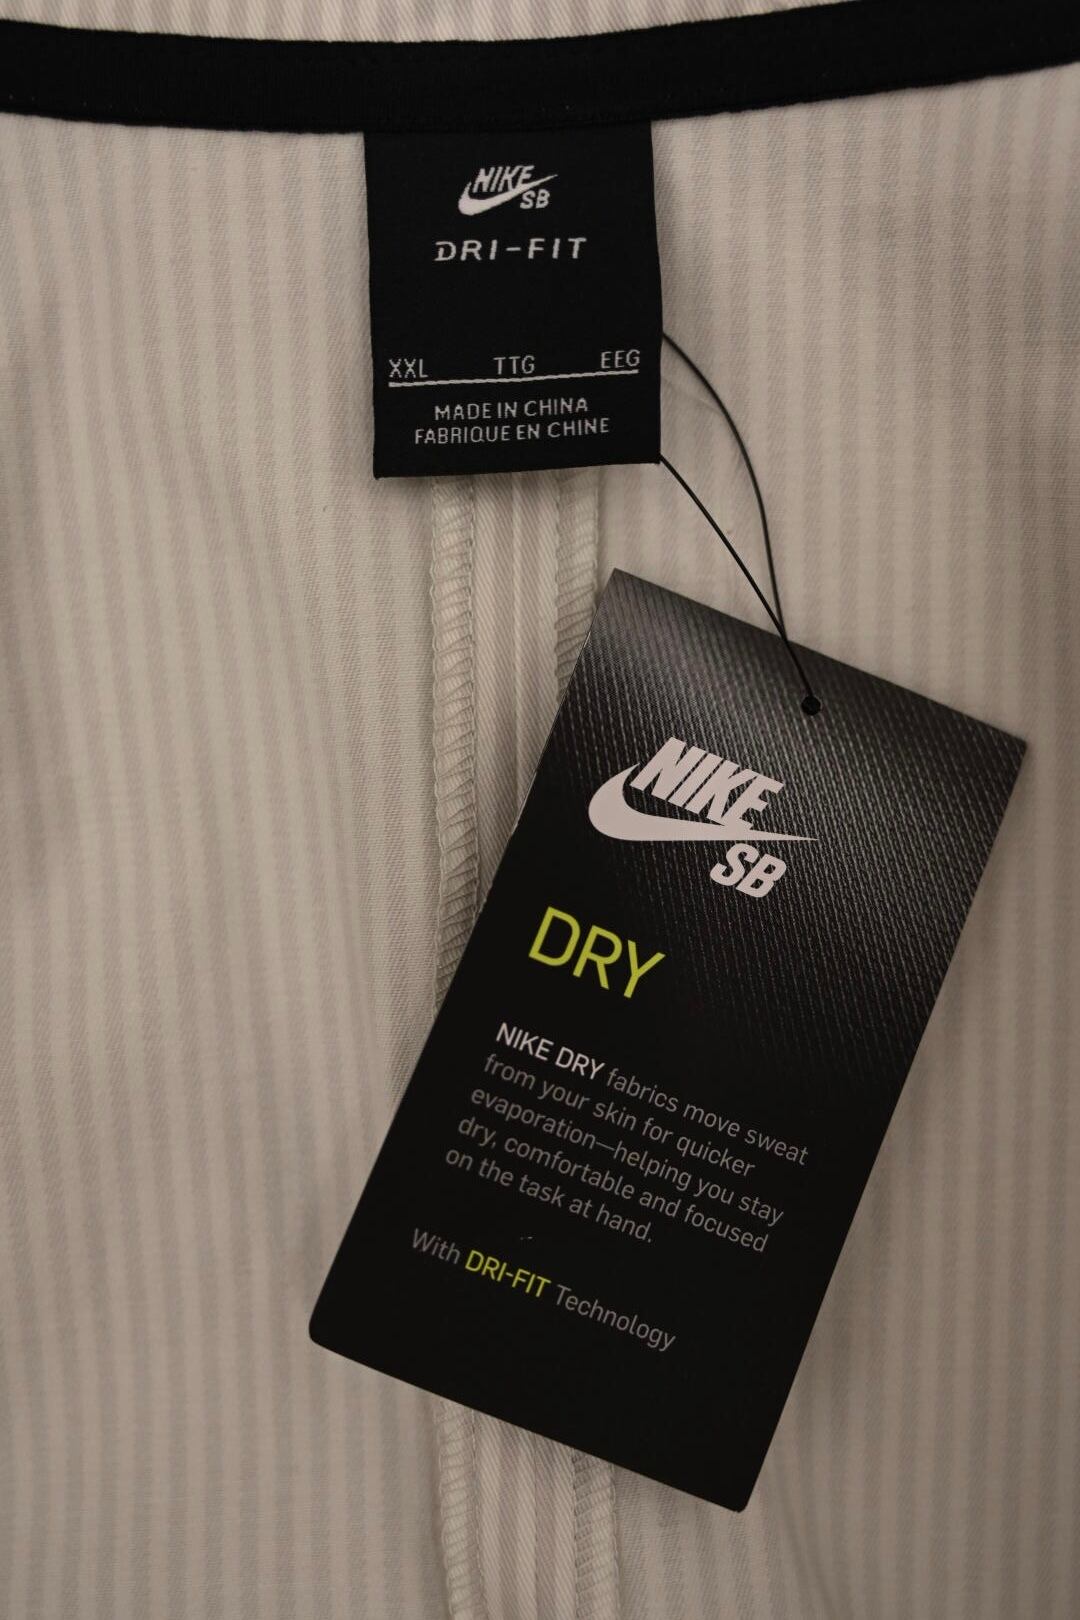 NIKE
SB
DRI-FIT
XXL TTG EEG
MADE IN CHINA
FABRIQUE EN CHINE
NIKE
SB
DRY
NIKE DRY fabrics move sweat
from your skin for quicker
evaporation—helping you stay
dry, comfortable and focused
on the task at hand.
With DRI-FIT Technology